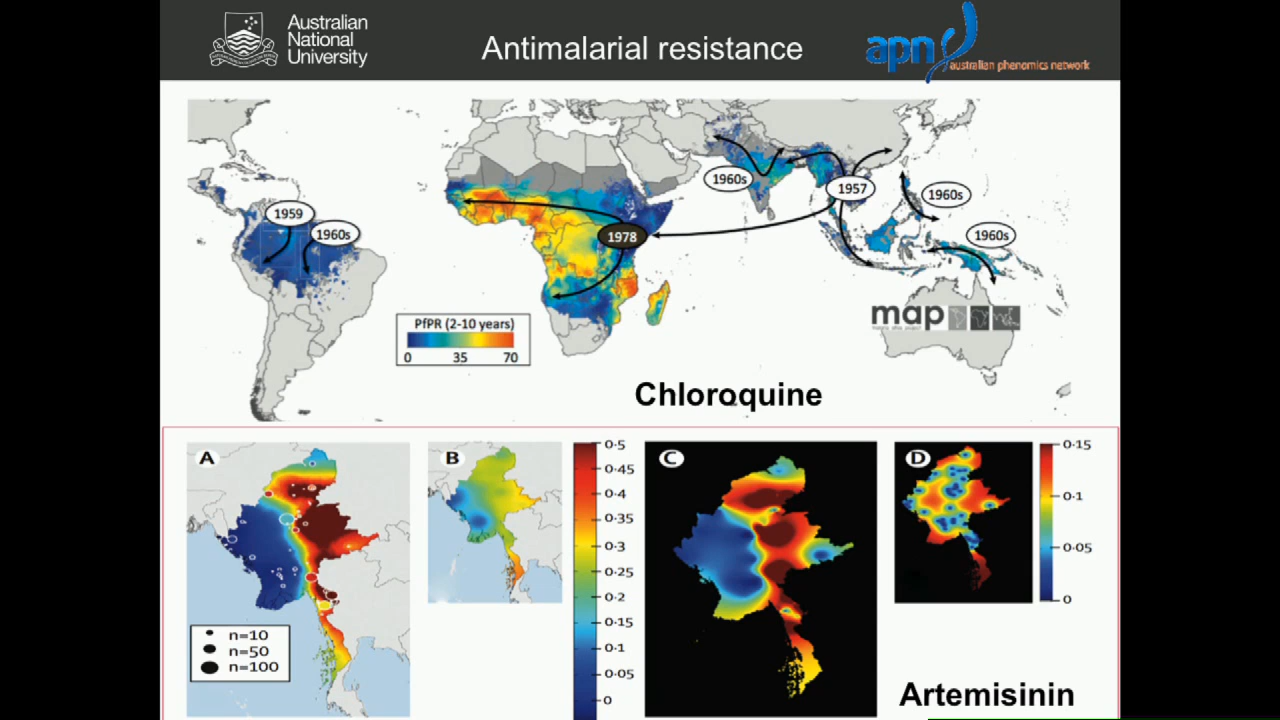 Australian
National
University
Antimalarial resistance
apn
australian phenomics network
1960s
1957
1960s
1959
1960s
1978
1960s
map
PfPR (2-10 years)
0 35 70
Chloroquine
A
B
C
D
0·5
0·45
0·4
0·35
0·3
0·25
0·2
0·15
0·1
0·05
0
0·15
0·1
0·05
0
n=10
n=50
n=100
Artemisinin